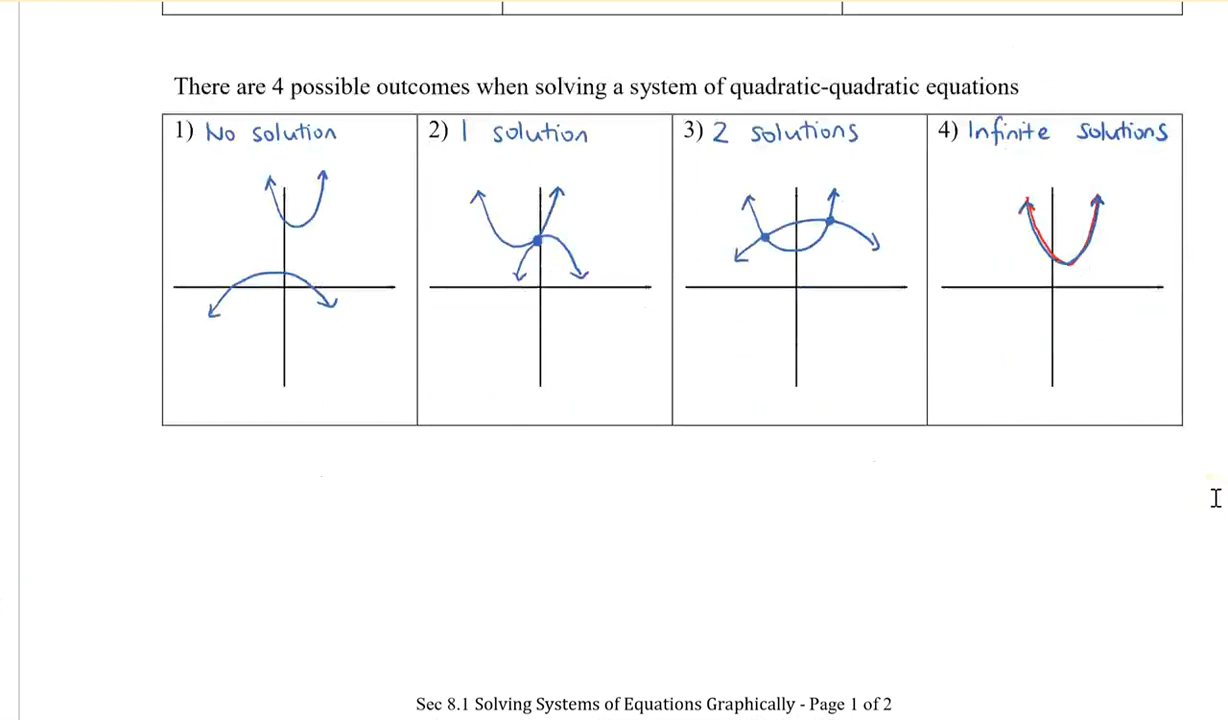 There are 4 possible outcomes when solving a system of quadratic-quadratic equations
1) No solution
2) 1 solution
3) 2 solutions
4) Infinite solutions
Sec 8.1 Solving Systems of Equations Graphically - Page 1 of 2